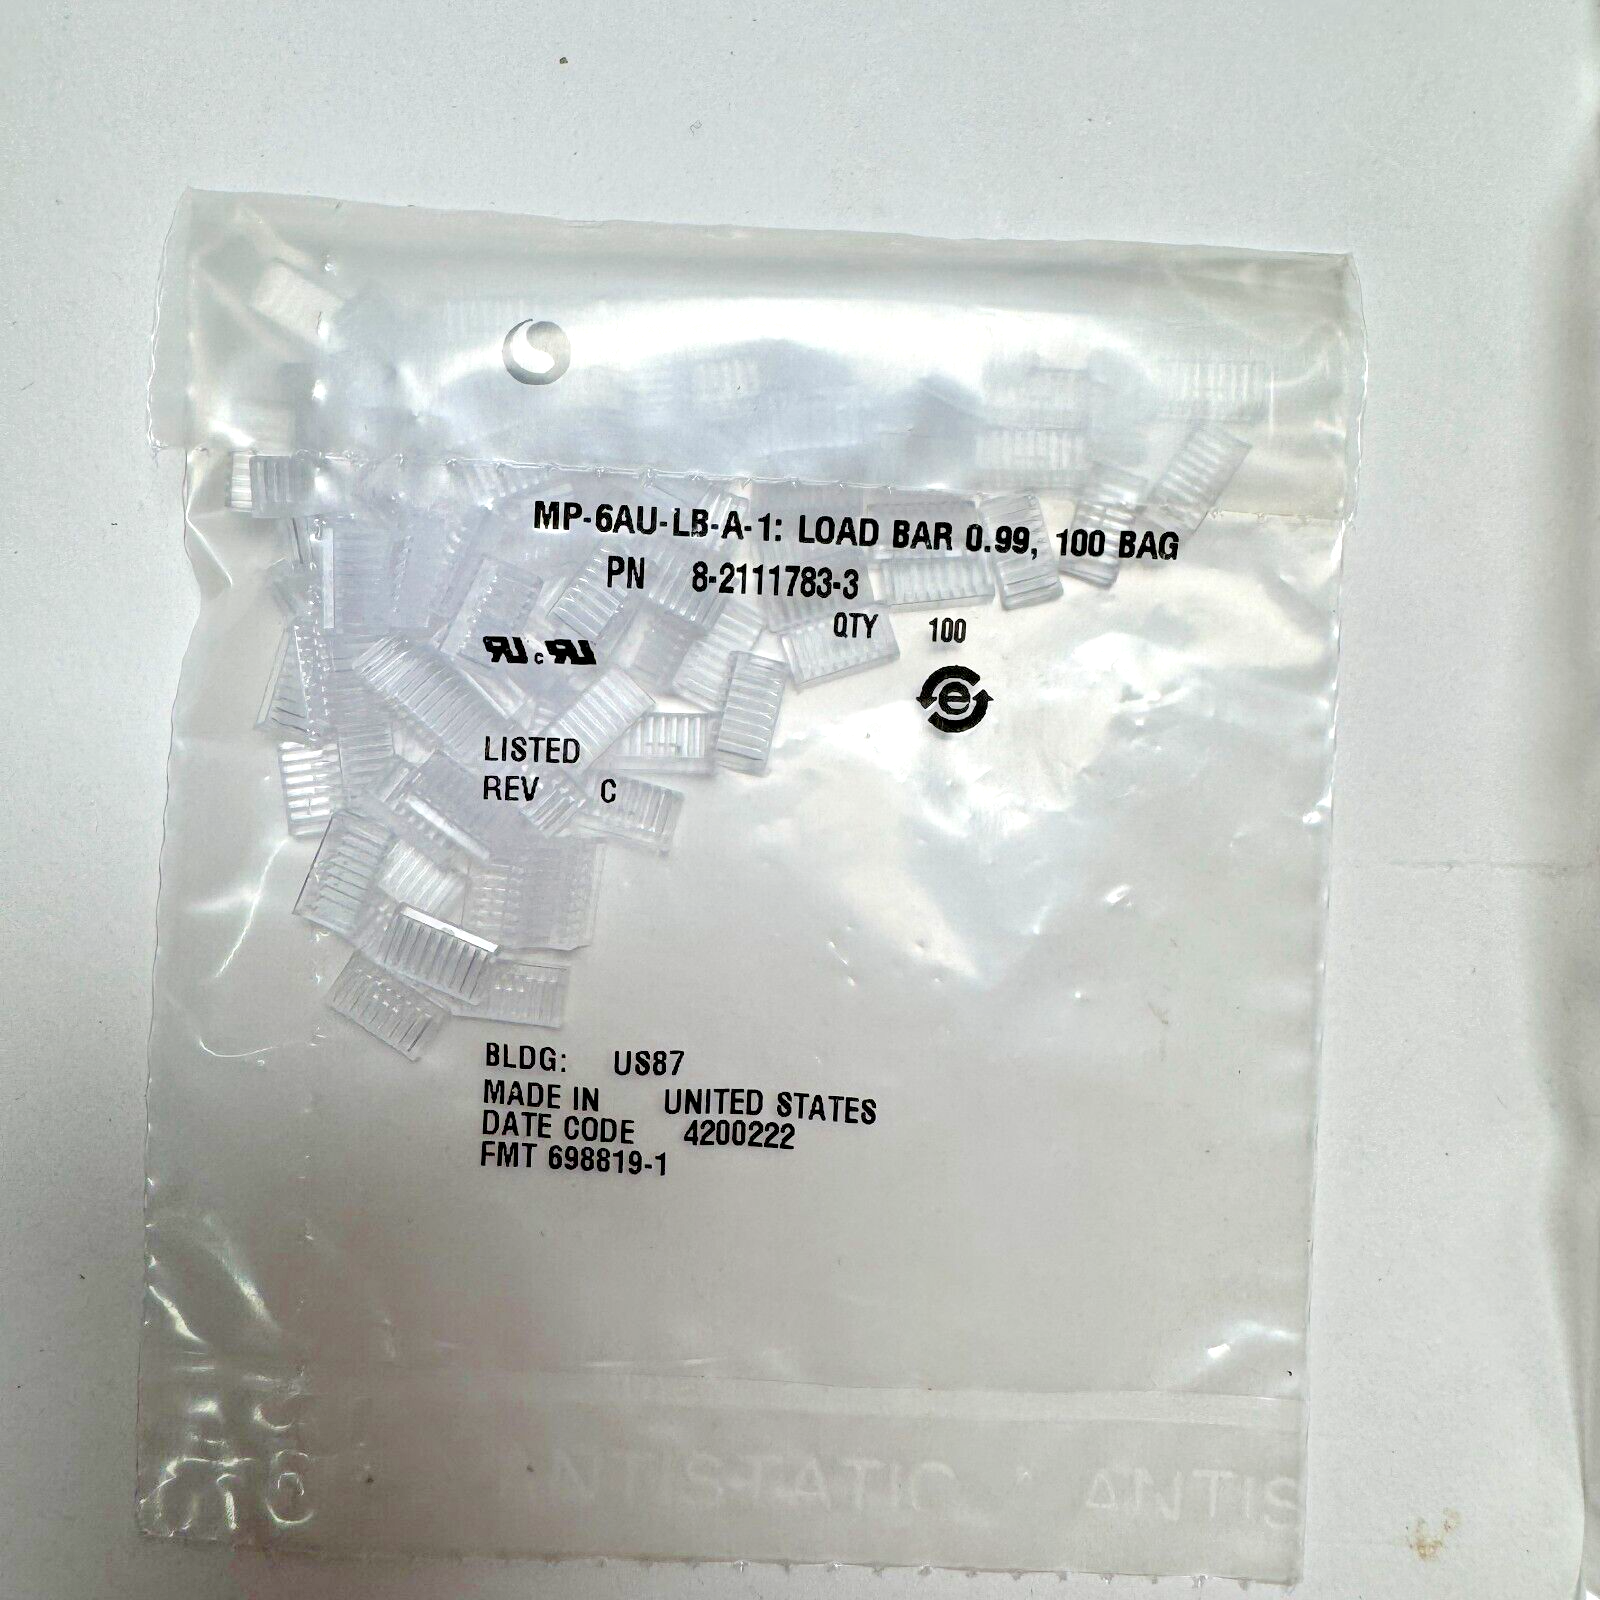 MP-6AU-LB-A-1: LOAD BAR 0.99, 100 BAG
PN 8-2111783-3
QTY 100
LISTED
REV C
BLDG: US87
MADE IN UNITED STATES
DATE CODE 4200222
FMT 698819-1
ANTISTATIC